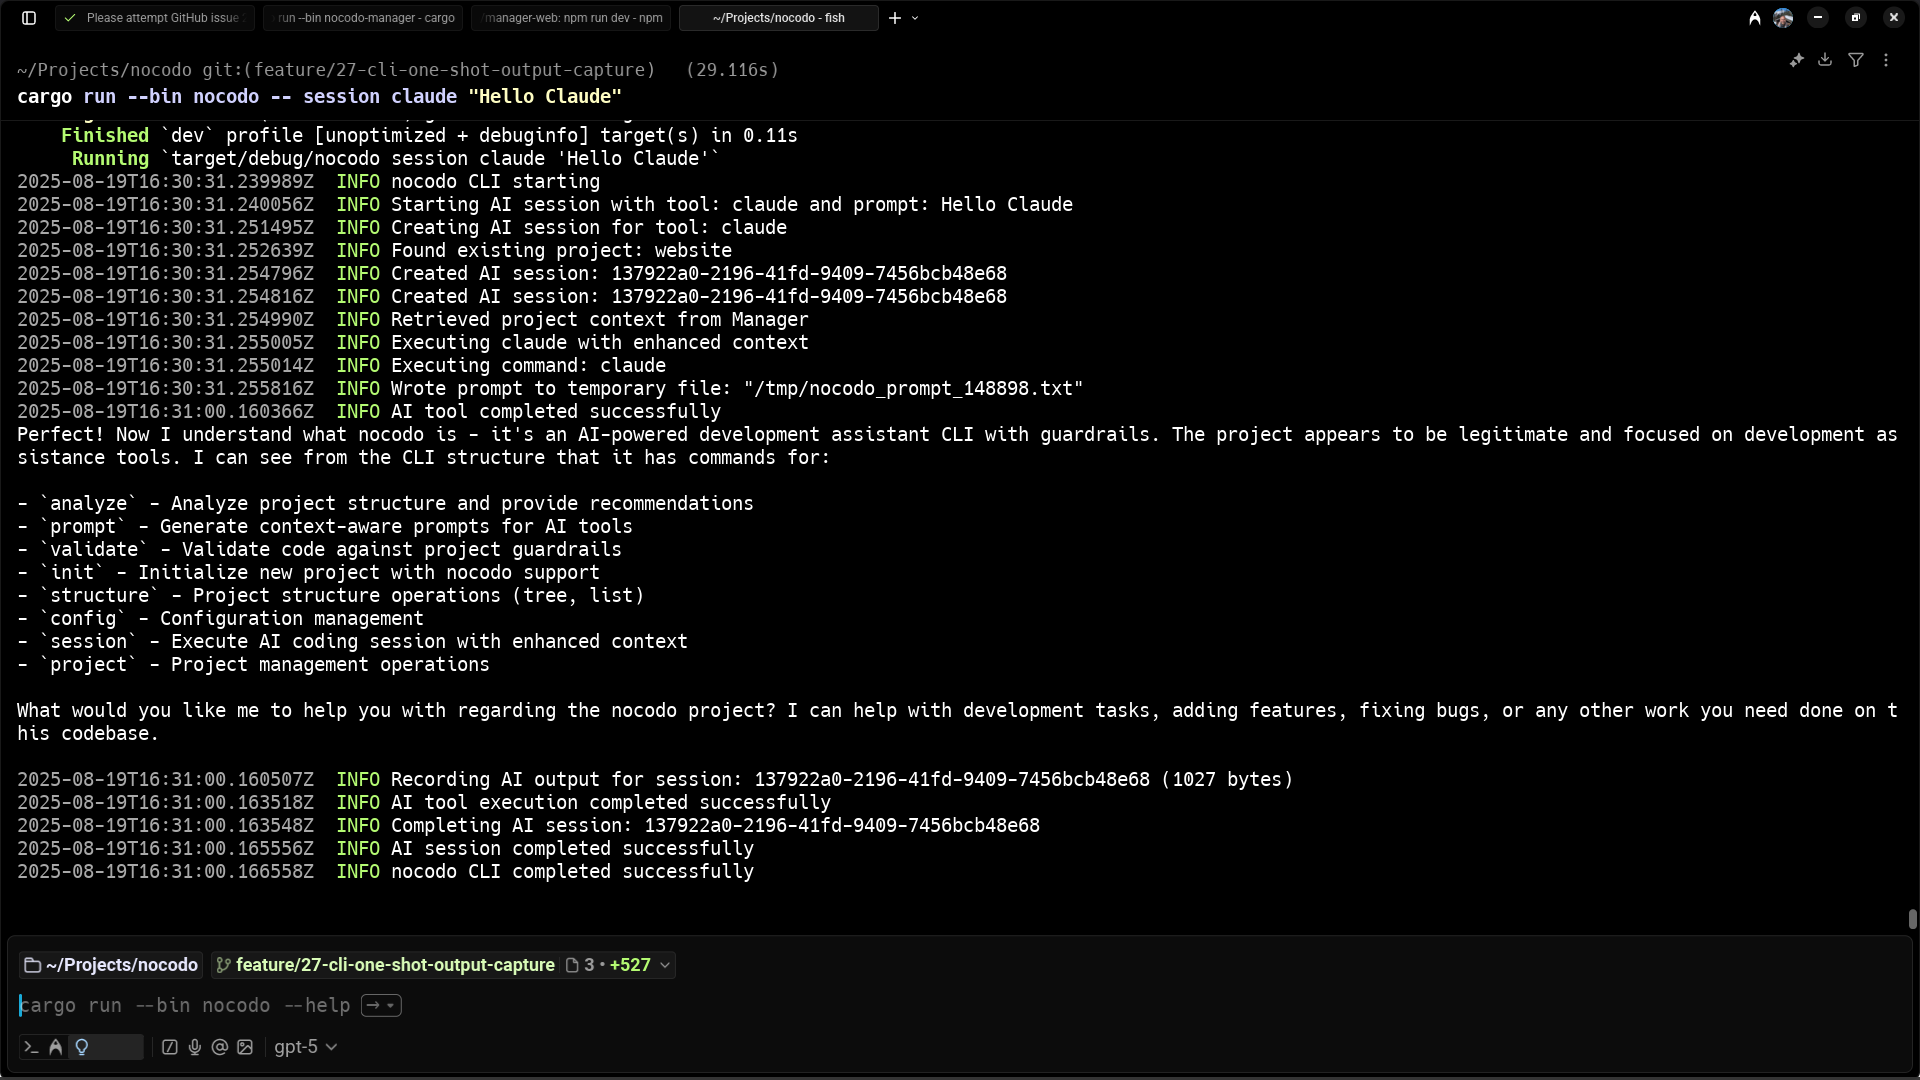 Please attempt GitHub issue
run --bin nocodo-manager - cargo
/manager-web: npm run dev - npm
~/Projects/nocodo - fish
~/Projects/nocodo git:(feature/27-cli-one-shot-output-capture) (29.116s)
cargo run --bin nocodo -- session claude "Hello Claude"
Finished `dev` profile [unoptimized + debuginfo] target(s) in 0.11s
Running `target/debug/nocodo session claude 'Hello Claude'`
2025-08-19T16:30:31.239989Z INFO nocodo CLI starting
2025-08-19T16:30:31.240056Z INFO Starting AI session with tool: claude and prompt: Hello Claude
2025-08-19T16:30:31.251495Z INFO Creating AI session for tool: claude
2025-08-19T16:30:31.252639Z INFO Found existing project: website
2025-08-19T16:30:31.254796Z INFO Created AI session: 137922a0-2196-41fd-9409-7456bcb48e68
2025-08-19T16:30:31.254816Z INFO Created AI session: 137922a0-2196-41fd-9409-7456bcb48e68
2025-08-19T16:30:31.254990Z INFO Retrieved project context from Manager
2025-08-19T16:30:31.255005Z INFO Executing claude with enhanced context
2025-08-19T16:30:31.255014Z INFO Executing command: claude
2025-08-19T16:30:31.255816Z INFO Wrote prompt to temporary file: "/tmp/nocodo_prompt_148898.txt"
2025-08-19T16:31:00.160366Z INFO AI tool completed successfully
Perfect! Now I understand what nocodo is - it's an AI-powered development assistant CLI with guardrails. The project appears to be legitimate and focused on development as
sistance tools. I can see from the CLI structure that it has commands for:
- `analyze` - Analyze project structure and provide recommendations
- `prompt` - Generate context-aware prompts for AI tools
- `validate` - Validate code against project guardrails
- `init` - Initialize new project with nocodo support
- `structure` - Project structure operations (tree, list)
- `config` - Configuration management
- `session` - Execute AI coding session with enhanced context
- `project` - Project management operations
What would you like me to help you with regarding the nocodo project? I can help with development tasks, adding features, fixing bugs, or any other work you need done on t
his codebase.
2025-08-19T16:31:00.160507Z INFO Recording AI output for session: 137922a0-2196-41fd-9409-7456bcb48e68 (1027 bytes)
2025-08-19T16:31:00.163518Z INFO AI tool execution completed successfully
2025-08-19T16:31:00.163548Z INFO Completing AI session: 137922a0-2196-41fd-9409-7456bcb48e68
2025-08-19T16:31:00.165556Z INFO AI session completed successfully
2025-08-19T16:31:00.166558Z INFO nocodo CLI completed successfully
~/Projects/nocodo feature/27-cli-one-shot-output-capture 3 • +527
cargo run --bin nocodo --help
gpt-5